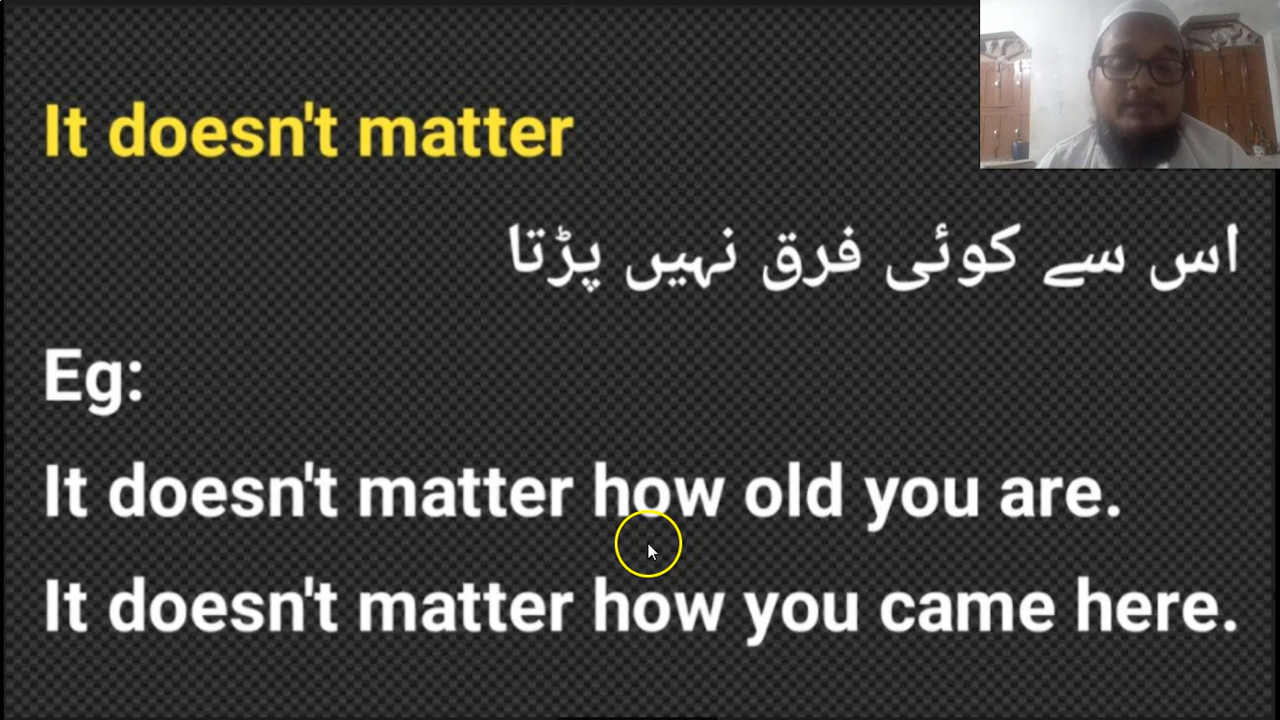 It doesn't matter
اس سے کوئی فرق نہیں پڑتا
Eg:
It doesn't matter how old you are.
It doesn't matter how you came here.